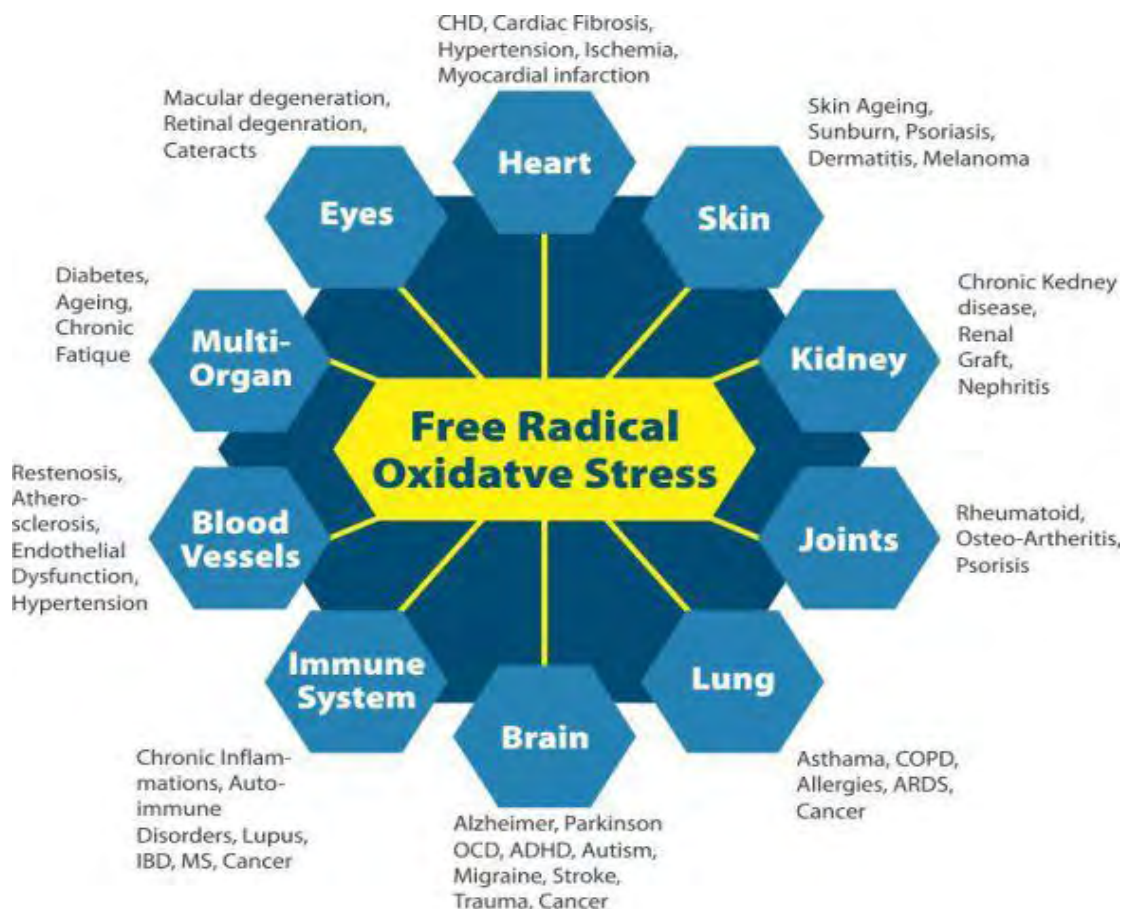 CHD, Cardiac Fibrosis,
Hypertension, Ischemia,
Myocardial infarction
Heart
Macular degeneration,
Retinal degenration,
Cateracts
Eyes
Skin Ageing,
Sunburn, Psoriasis,
Dermatitis, Melanoma
Skin
Diabetes,
Ageing,
Chronic
Fatique
Multi-
Organ
Chronic Kedney
disease,
Renal
Graft,
Nephritis
Kidney
Free Radical
Oxidatve Stress
Restenosis,
Athero-
sclerosis,
Endothelial
Dysfunction,
Hypertension
Blood
Vessels
Rheumatoid,
Osteo-Artheritis,
Psorisis
Joints
Immune
System
Chronic Inflam-
mations, Auto-
immune
Disorders, Lupus,
IBD, MS, Cancer
Brain
Alzheimer, Parkinson
OCD, ADHD, Autism,
Migraine, Stroke,
Trauma, Cancer
Lung
Asthama, COPD,
Allergies, ARDS,
Cancer